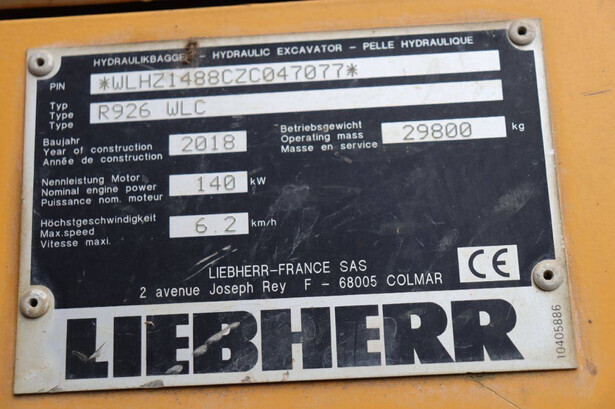 HYDRAULIKBAGGER - HYDRAULIC EXCAVATOR - PELLE HYDRAULIQUE
PIN *WLHZ1488CZC047077*
Typ
Type R926 WLC
Type
Baujahr
Year of construction 2018
Année de construction
Betriebsgewicht
Operating mass 29800 kg
Masse en service
Nennleistung Motor
Nominal engine power 140 kW
Puissance nom. moteur
Höchstgeschwindigkeit
Max.speed 6.2 km/h
Vitesse maxi.
LIEBHERR-FRANCE SAS
2 avenue Joseph Rey F - 68005 COLMAR
CE
LIEBHERR
10405886